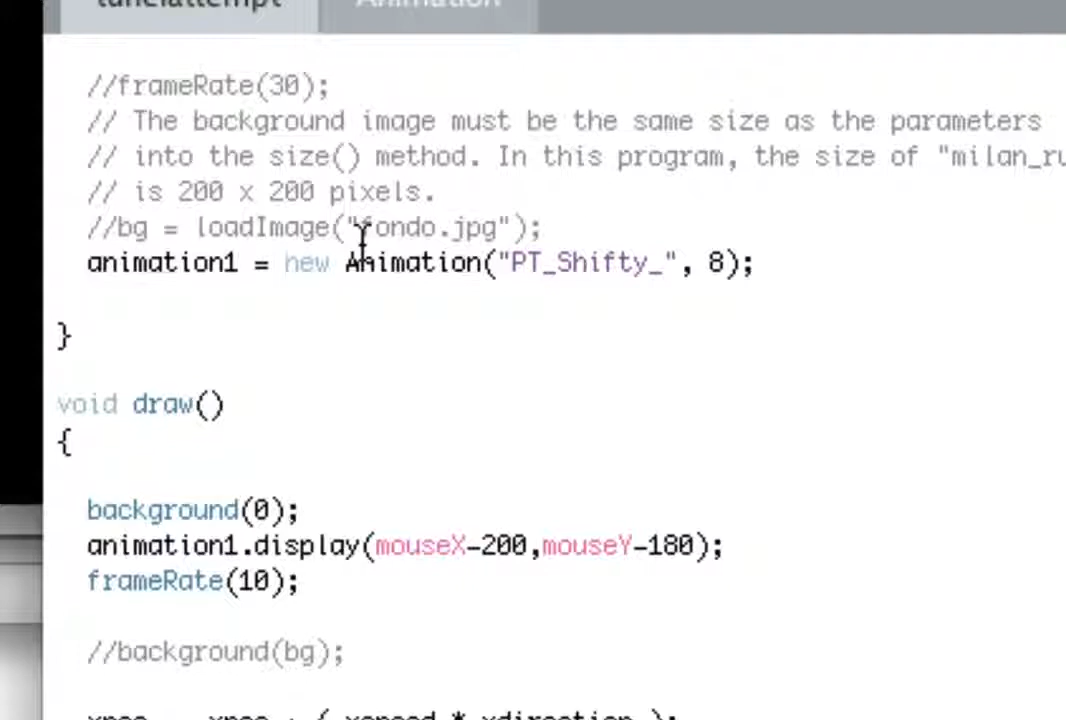 Animation
//frameRate(30);
// The background image must be the same size as the parameters
// into the size() method. In this program, the size of "milan_ru
// is 200 x 200 pixels.
//bg = loadImage("fondo.jpg");
animation1 = new Animation("PT_Shifty_", 8);
}
void draw()
{
background(0);
animation1.display(mouseX-200,mouseY-180);
frameRate(10);
//background(bg);